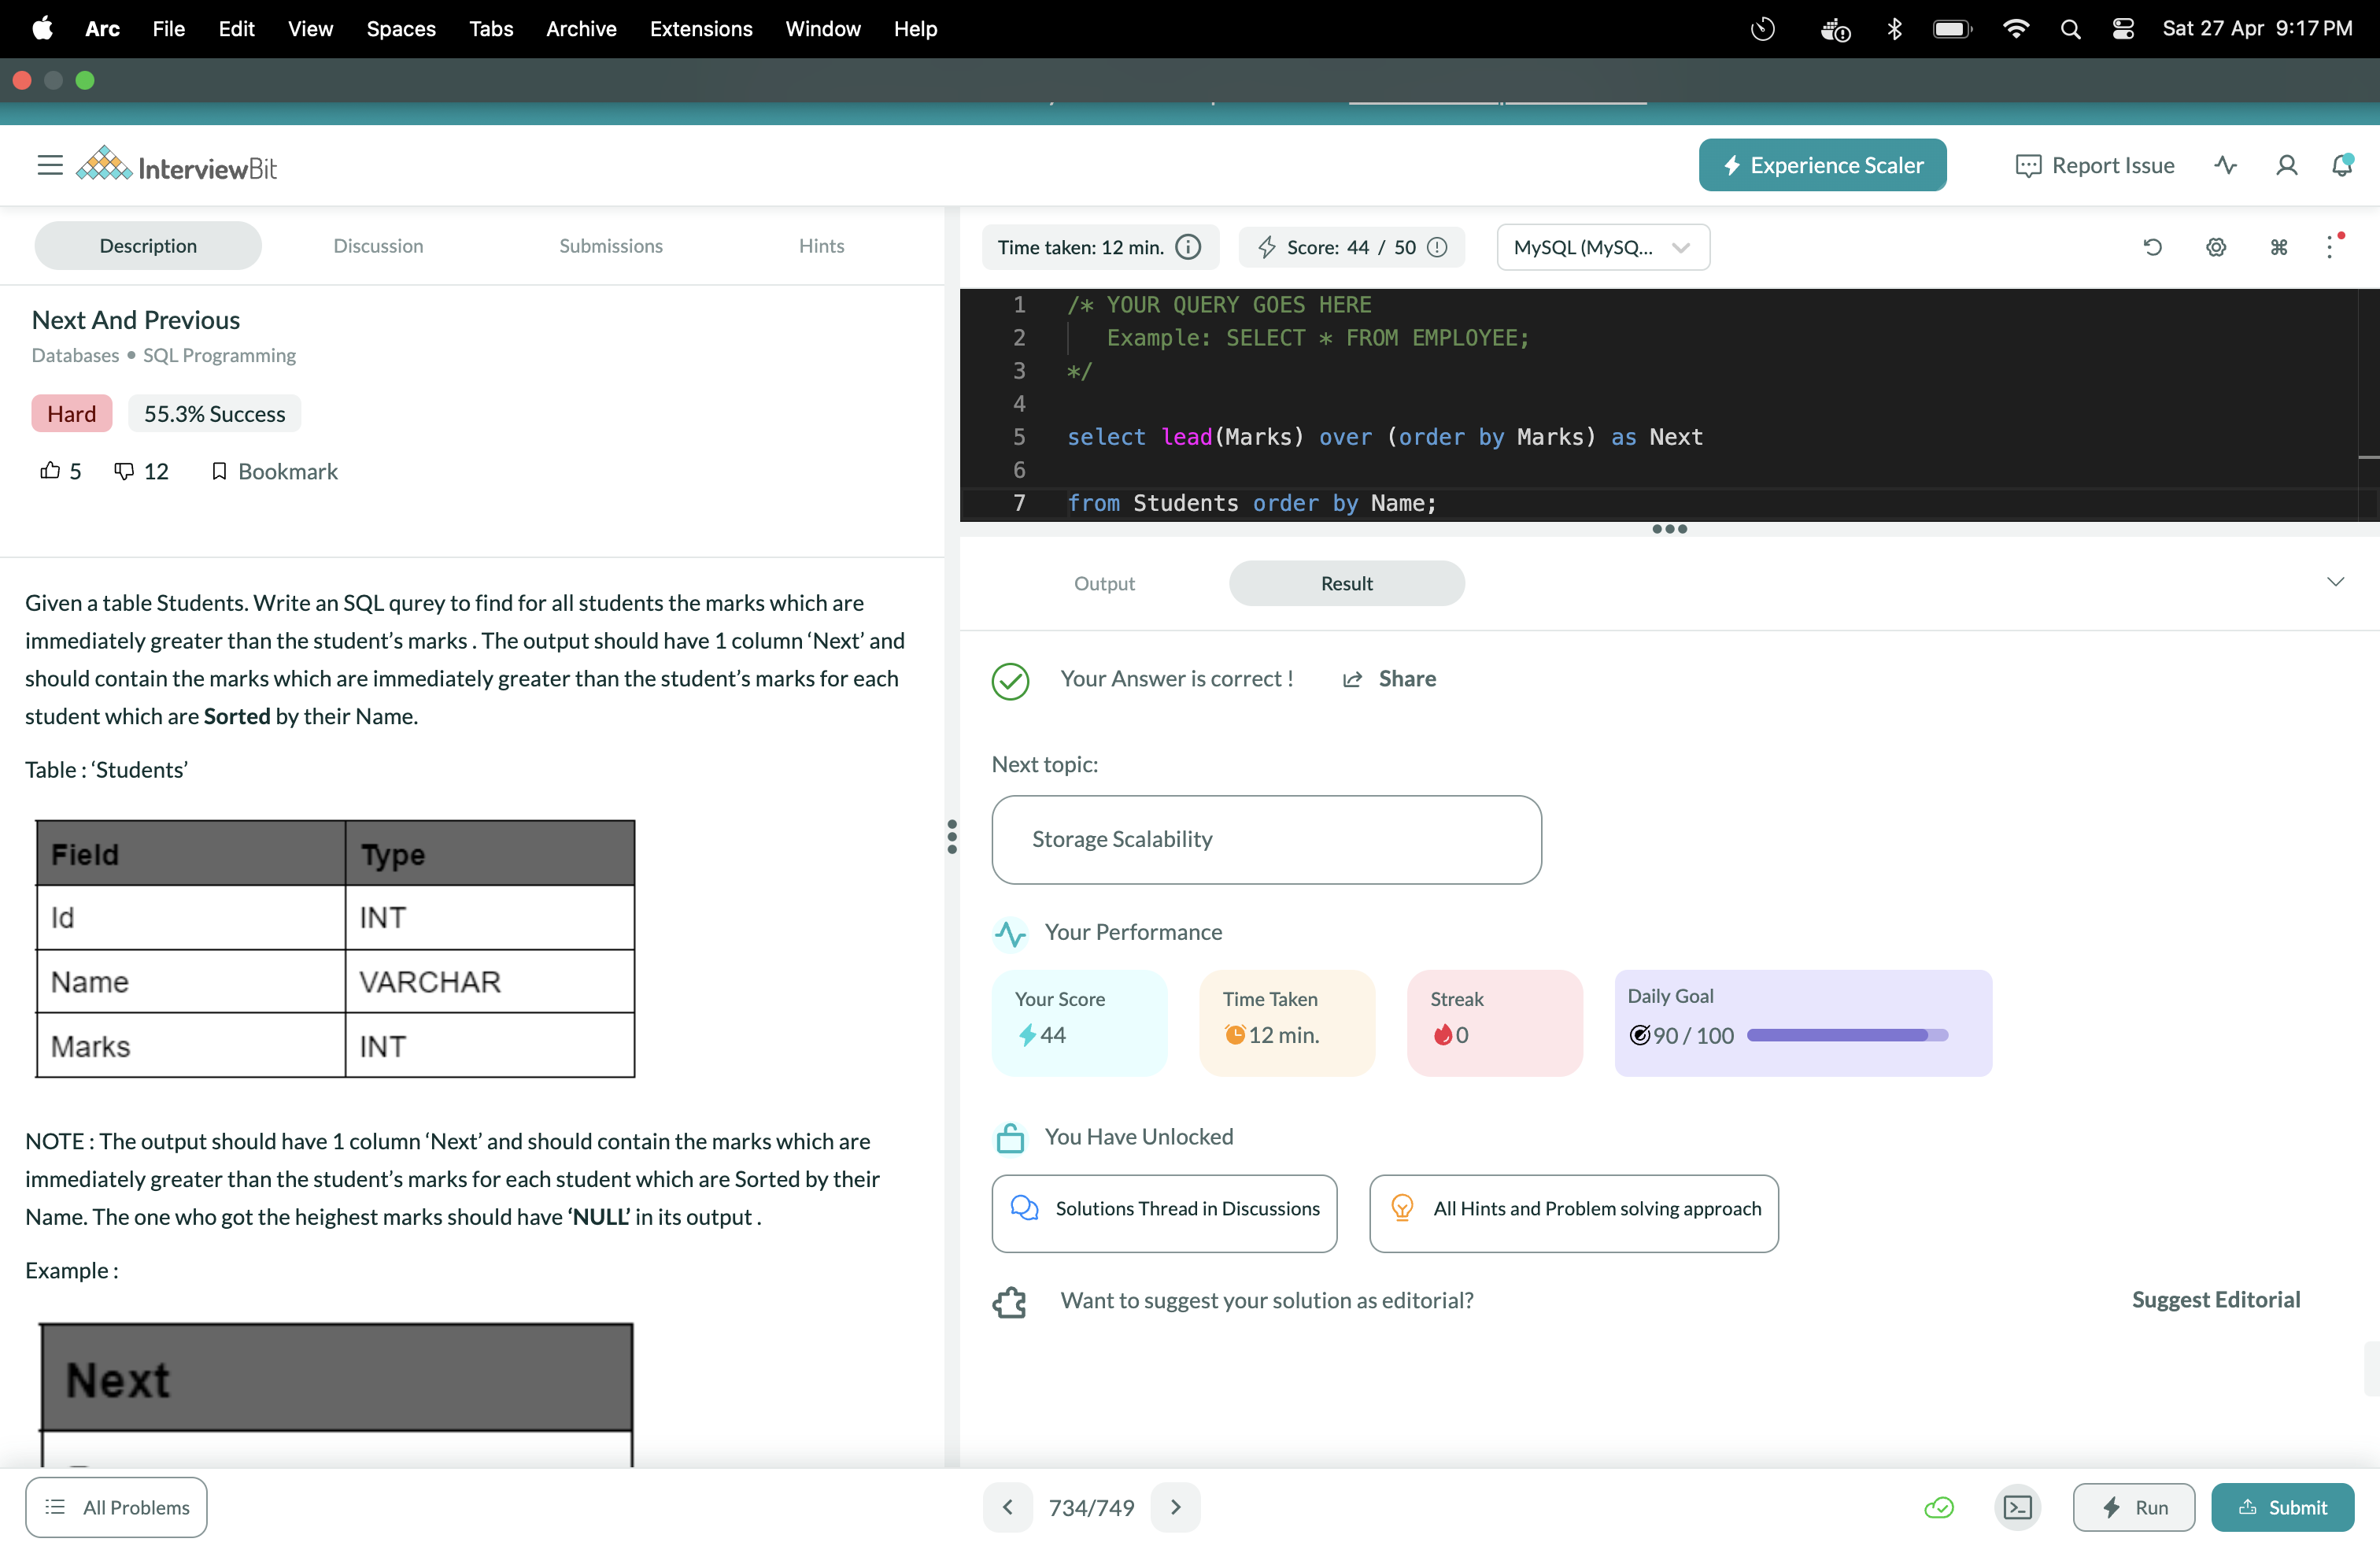 Arc File Edit View Spaces Tabs Archive Extensions Window Help Sat 27 Apr 9:17 PM
InterviewBit
Experience Scaler
Report Issue
Description Discussion Submissions Hints
Next And Previous
Databases • SQL Programming
Hard 55.3% Success
5 12 Bookmark
Given a table Students. Write an SQL qurey to find for all students the marks which are
immediately greater than the student's marks . The output should have 1 column 'Next' and
should contain the marks which are immediately greater than the student's marks for each
student which are Sorted by their Name.
Table : 'Students'
Field Type
Id INT
Name VARCHAR
Marks INT
NOTE : The output should have 1 column 'Next' and should contain the marks which are
immediately greater than the student's marks for each student which are Sorted by their
Name. The one who got the heighest marks should have 'NULL' in its output .
Example :
Next
All Problems
Time taken: 12 min. Score: 44 / 50 MySQL (MySQ...
1 /* YOUR QUERY GOES HERE
2 Example: SELECT * FROM EMPLOYEE;
3 */
4
5 select lead(Marks) over (order by Marks) as Next
6
7 from Students order by Name;
Output Result
Your Answer is correct ! Share
Next topic:
Storage Scalability
Your Performance
Your Score
44
Time Taken
12 min.
Streak
0
Daily Goal
90 / 100
You Have Unlocked
Solutions Thread in Discussions
All Hints and Problem solving approach
Want to suggest your solution as editorial? Suggest Editorial
734/749
Run
Submit